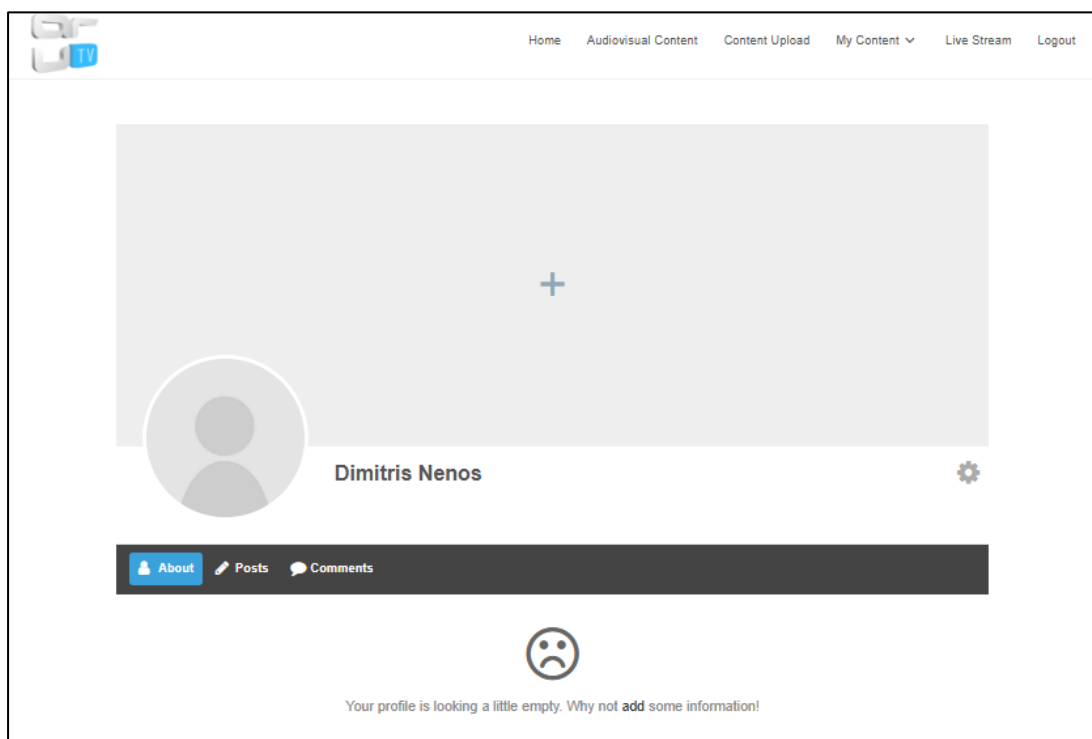 TV
Home Audiovisual Content Content Upload My Content Live Stream Logout
Dimitris Nenos
About Posts Comments
Your profile is looking a little empty. Why not add some information!